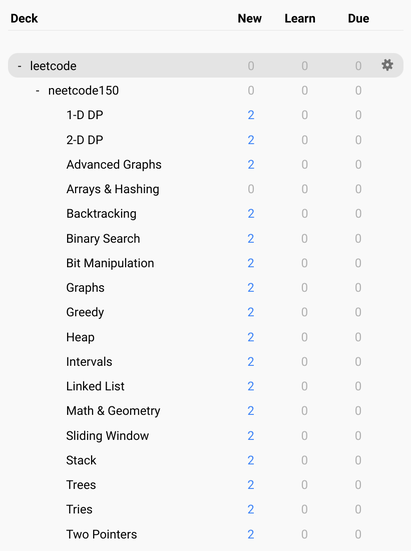 Deck New Learn Due
- leetcode 0 0 0
- neetcode150 0 0 0
1-D DP 2 0 0
2-D DP 2 0 0
Advanced Graphs 2 0 0
Arrays & Hashing 0 0 0
Backtracking 2 0 0
Binary Search 2 0 0
Bit Manipulation 2 0 0
Graphs 2 0 0
Greedy 2 0 0
Heap 2 0 0
Intervals 2 0 0
Linked List 2 0 0
Math & Geometry 2 0 0
Sliding Window 2 0 0
Stack 2 0 0
Trees 2 0 0
Tries 2 0 0
Two Pointers 2 0 0